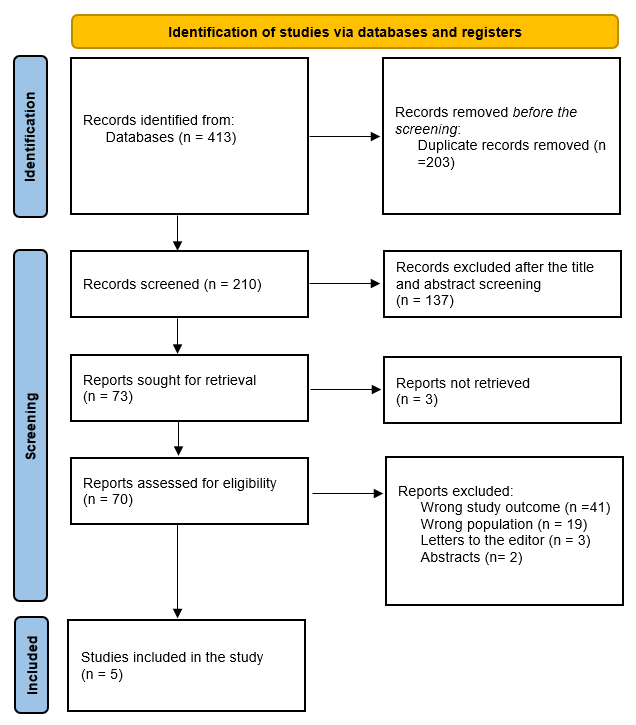 Identification of studies via databases and registers
Identification
Records identified from:
Databases (n = 413)
Records removed before the
screening:
Duplicate records removed (n
=203)
Screening
Records screened (n = 210)
Records excluded after the title
and abstract screening
(n = 137)
Reports sought for retrieval
(n = 73)
Reports not retrieved
(n = 3)
Reports assessed for eligibility
(n = 70)
Reports excluded:
Wrong study outcome (n =41)
Wrong population (n = 19)
Letters to the editor (n = 3)
Abstracts (n= 2)
Included
Studies included in the study
(n = 5)